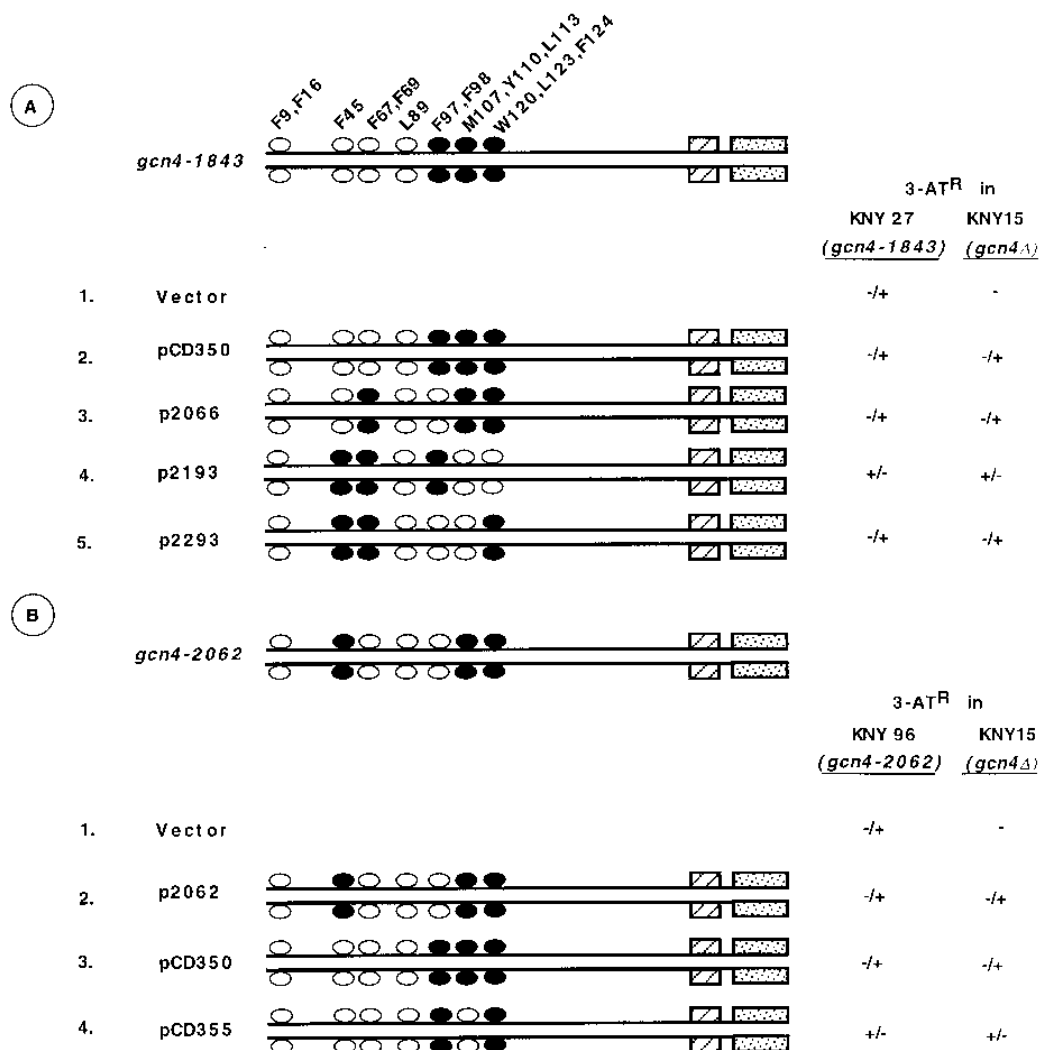 A
F9,F16
F45
F67,F69
L89
F97,F98
M107,Y110,L113
W120,L123,F124
gcn4-1843
3-ATR in
KNY 27 KNY15
(gcn4-1843) (gcn4Δ)
1. Vector -/+ -
2. pCD350 -/+ -/+
3. p2066 -/+ -/+
4. p2193 +/- +/-
5. p2293 -/+ -/+
B
gcn4-2062
3-ATR in
KNY 96 KNY15
(gcn4-2062) (gcn4Δ)
1. Vector -/+ -
2. p2062 -/+ -/+
3. pCD350 -/+ -/+
4. pCD355 +/- +/-